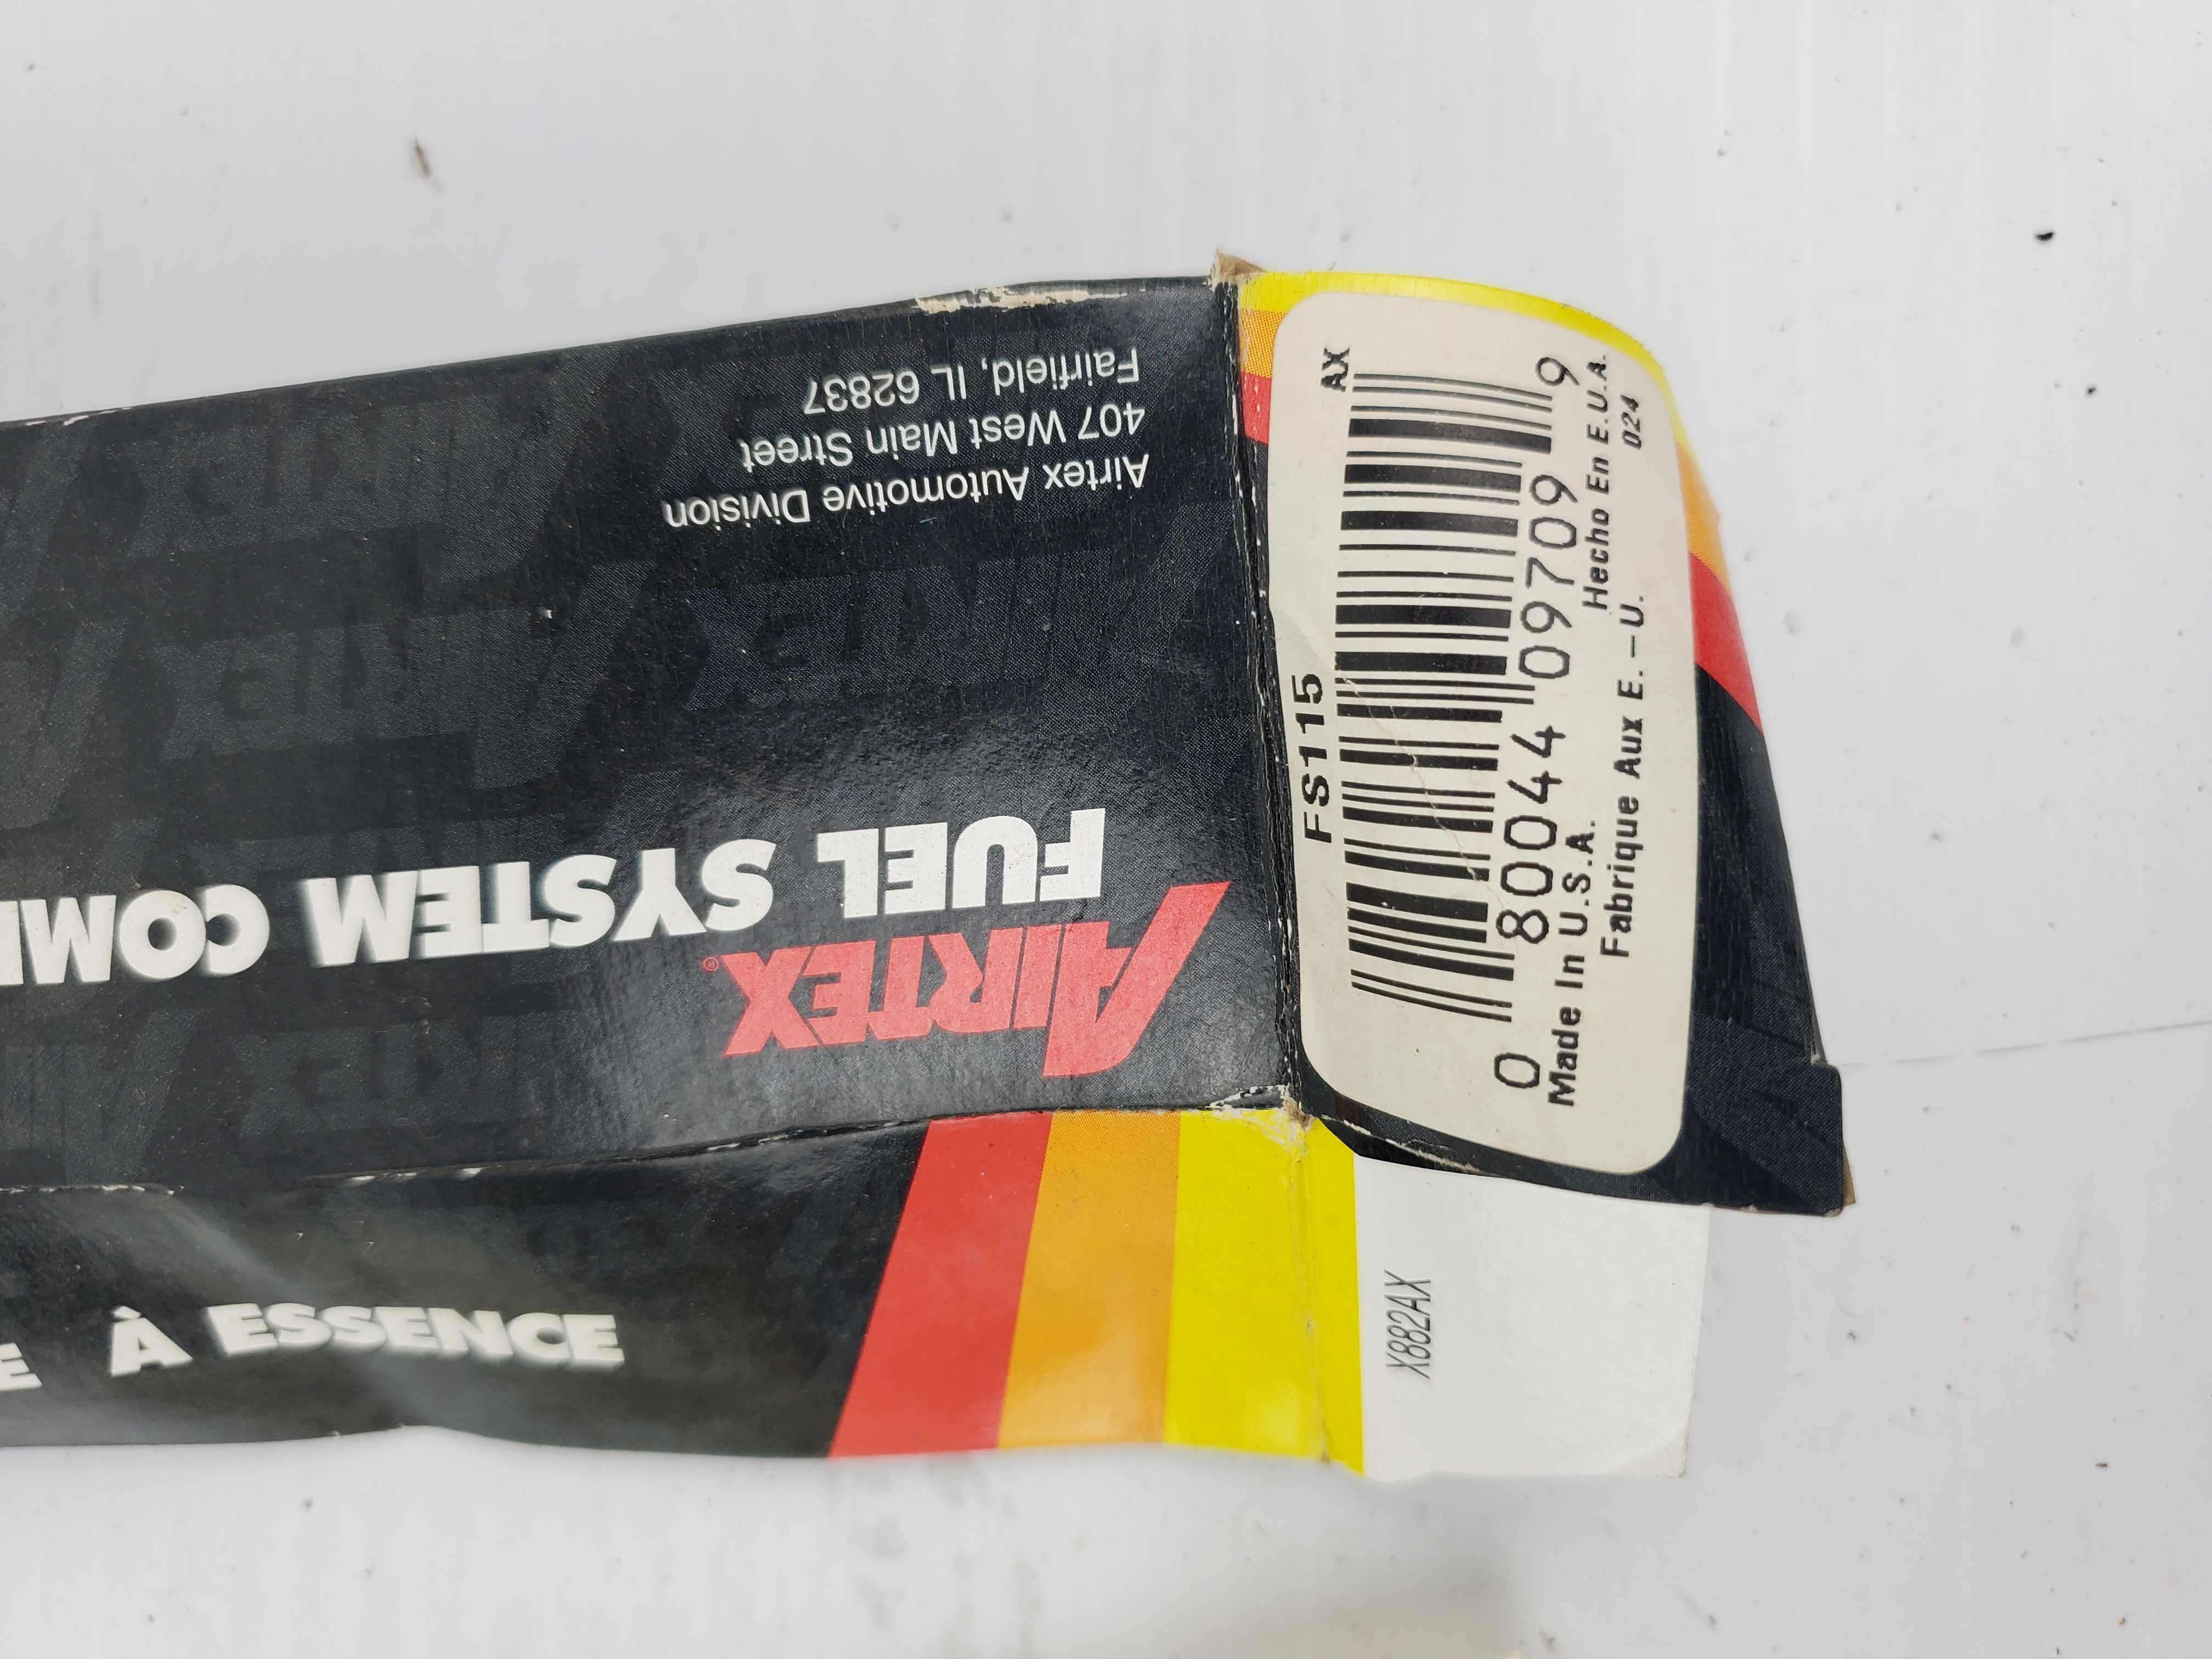 AIRTEX®
FUEL SYSTEM COM
Airtex Automotive Division
407 West Main Street
Fairfield, IL 62837
FS115 AX
0 80044 09709 9
Made In U.S.A. Hecho En E.U.A.
Fabrique Aux E.-U. 024
E À ESSENCE
X882AX